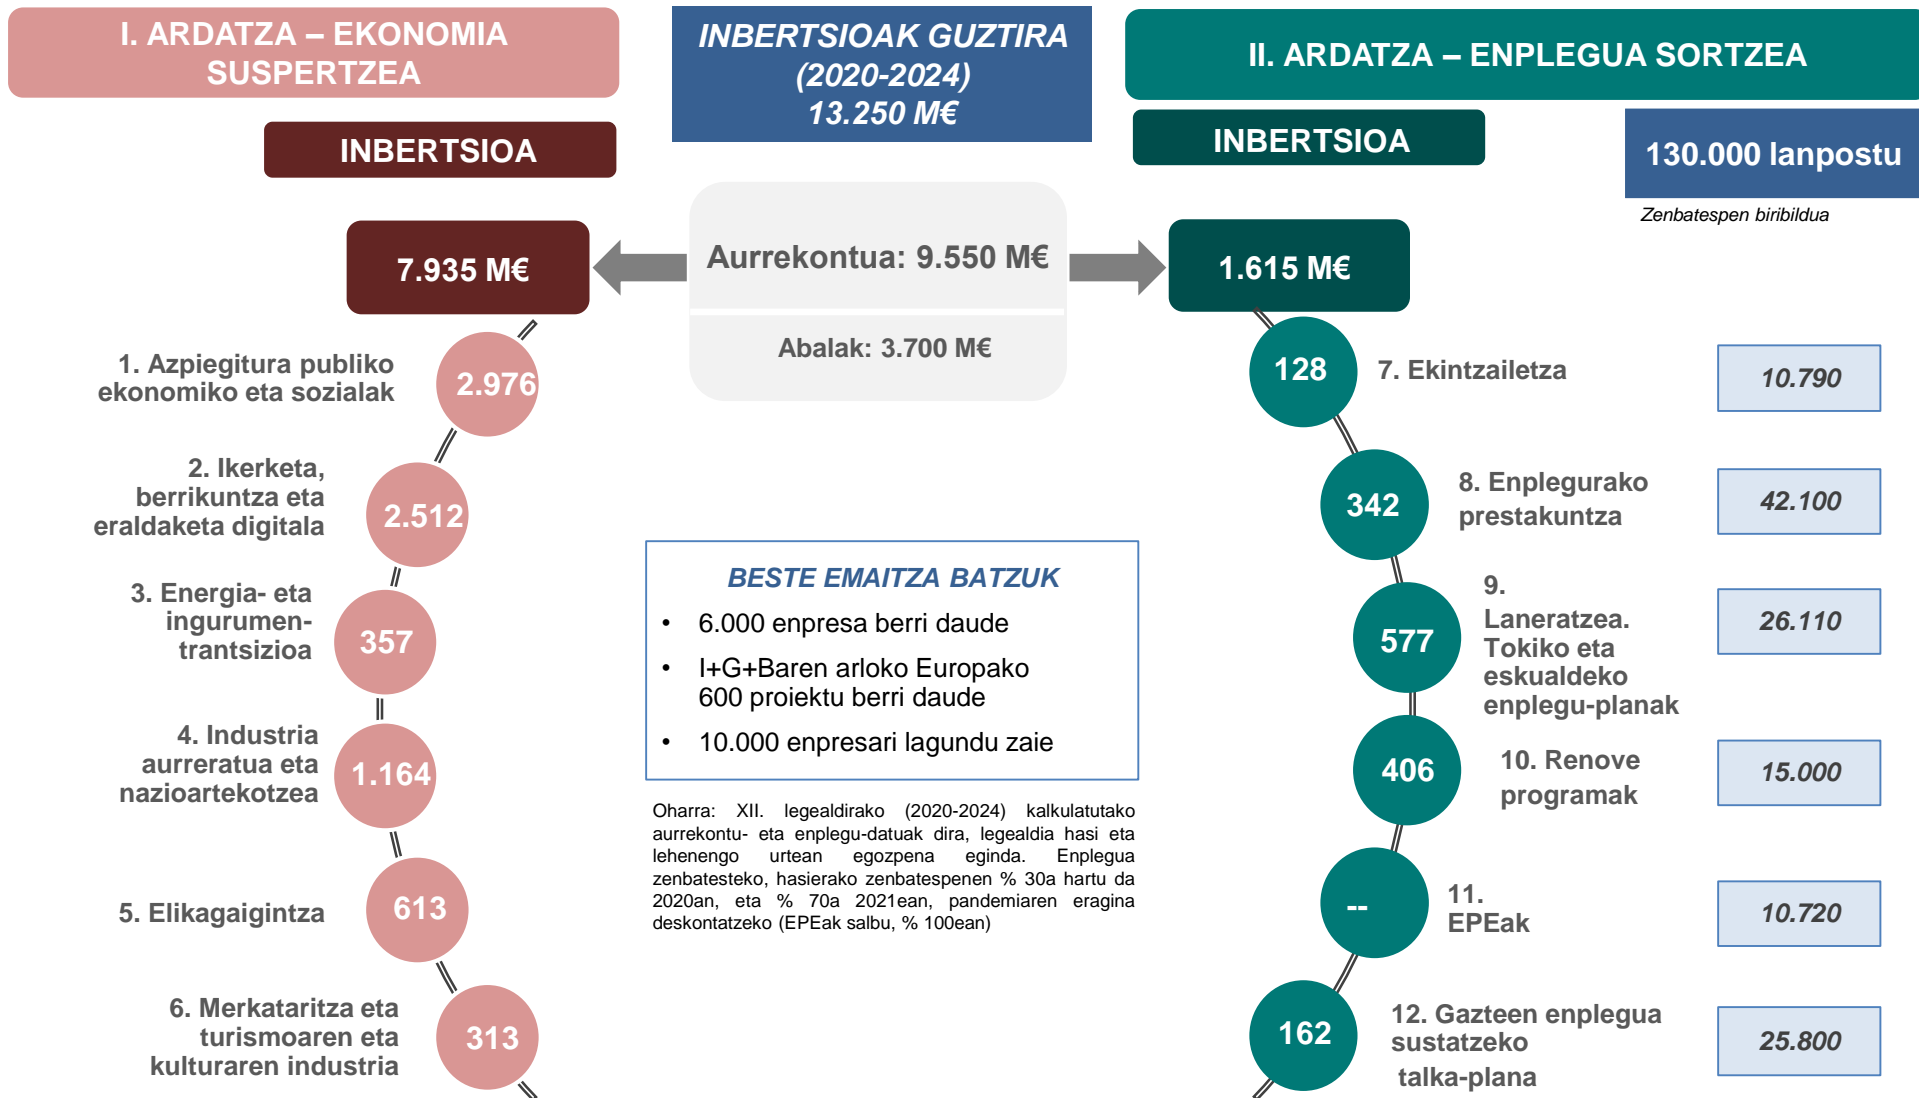 I. ARDATZA – EKONOMIA
SUSPERTZEA
INBERTSIOAK GUZTIRA
(2020-2024)
13.250 M€
II. ARDATZA – ENPLEGUA SORTZEA
INBERTSIOA
INBERTSIOA
130.000 lanpostu
Zenbatespen biribildua
7.935 M€
Aurrekontua: 9.550 M€
Abalak: 3.700 M€
1.615 M€
1. Azpiegitura publiko
ekonomiko eta sozialak
2.976
2. Ikerketa,
berrikuntza eta
eraldaketa digitala
2.512
3. Energia- eta
ingurumen-
trantsizioa
357
4. Industria
aurreratua eta
nazioartekotzea
1.164
5. Elikagaigintza
613
6. Merkataritza eta
turismoaren eta
kulturaren industria
313
BESTE EMAITZA BATZUK
• 6.000 enpresa berri daude
• I+G+Baren arloko Europako
600 proiektu berri daude
• 10.000 enpresari lagundu zaie
Oharra: XII. legealdirako (2020-2024) kalkulatutako
aurrekontu- eta enplegu-datuak dira, legealdia hasi eta
lehenengo urtean egozpena eginda. Enplegua
zenbatesteko, hasierako zenbatespenen % 30a hartu da
2020an, eta % 70a 2021ean, pandemiaren eragina
deskontatzeko (EPEak salbu, % 100ean)
128
7. Ekintzailetza
10.790
342
8. Enplegurako
prestakuntza
42.100
577
9.
Laneratzea.
Tokiko eta
eskualdeko
enplegu-planak
26.110
406
10. Renove
programak
15.000
--
11.
EPEak
10.720
162
12. Gazteen enplegua
sustatzeko
talka-plana
25.800